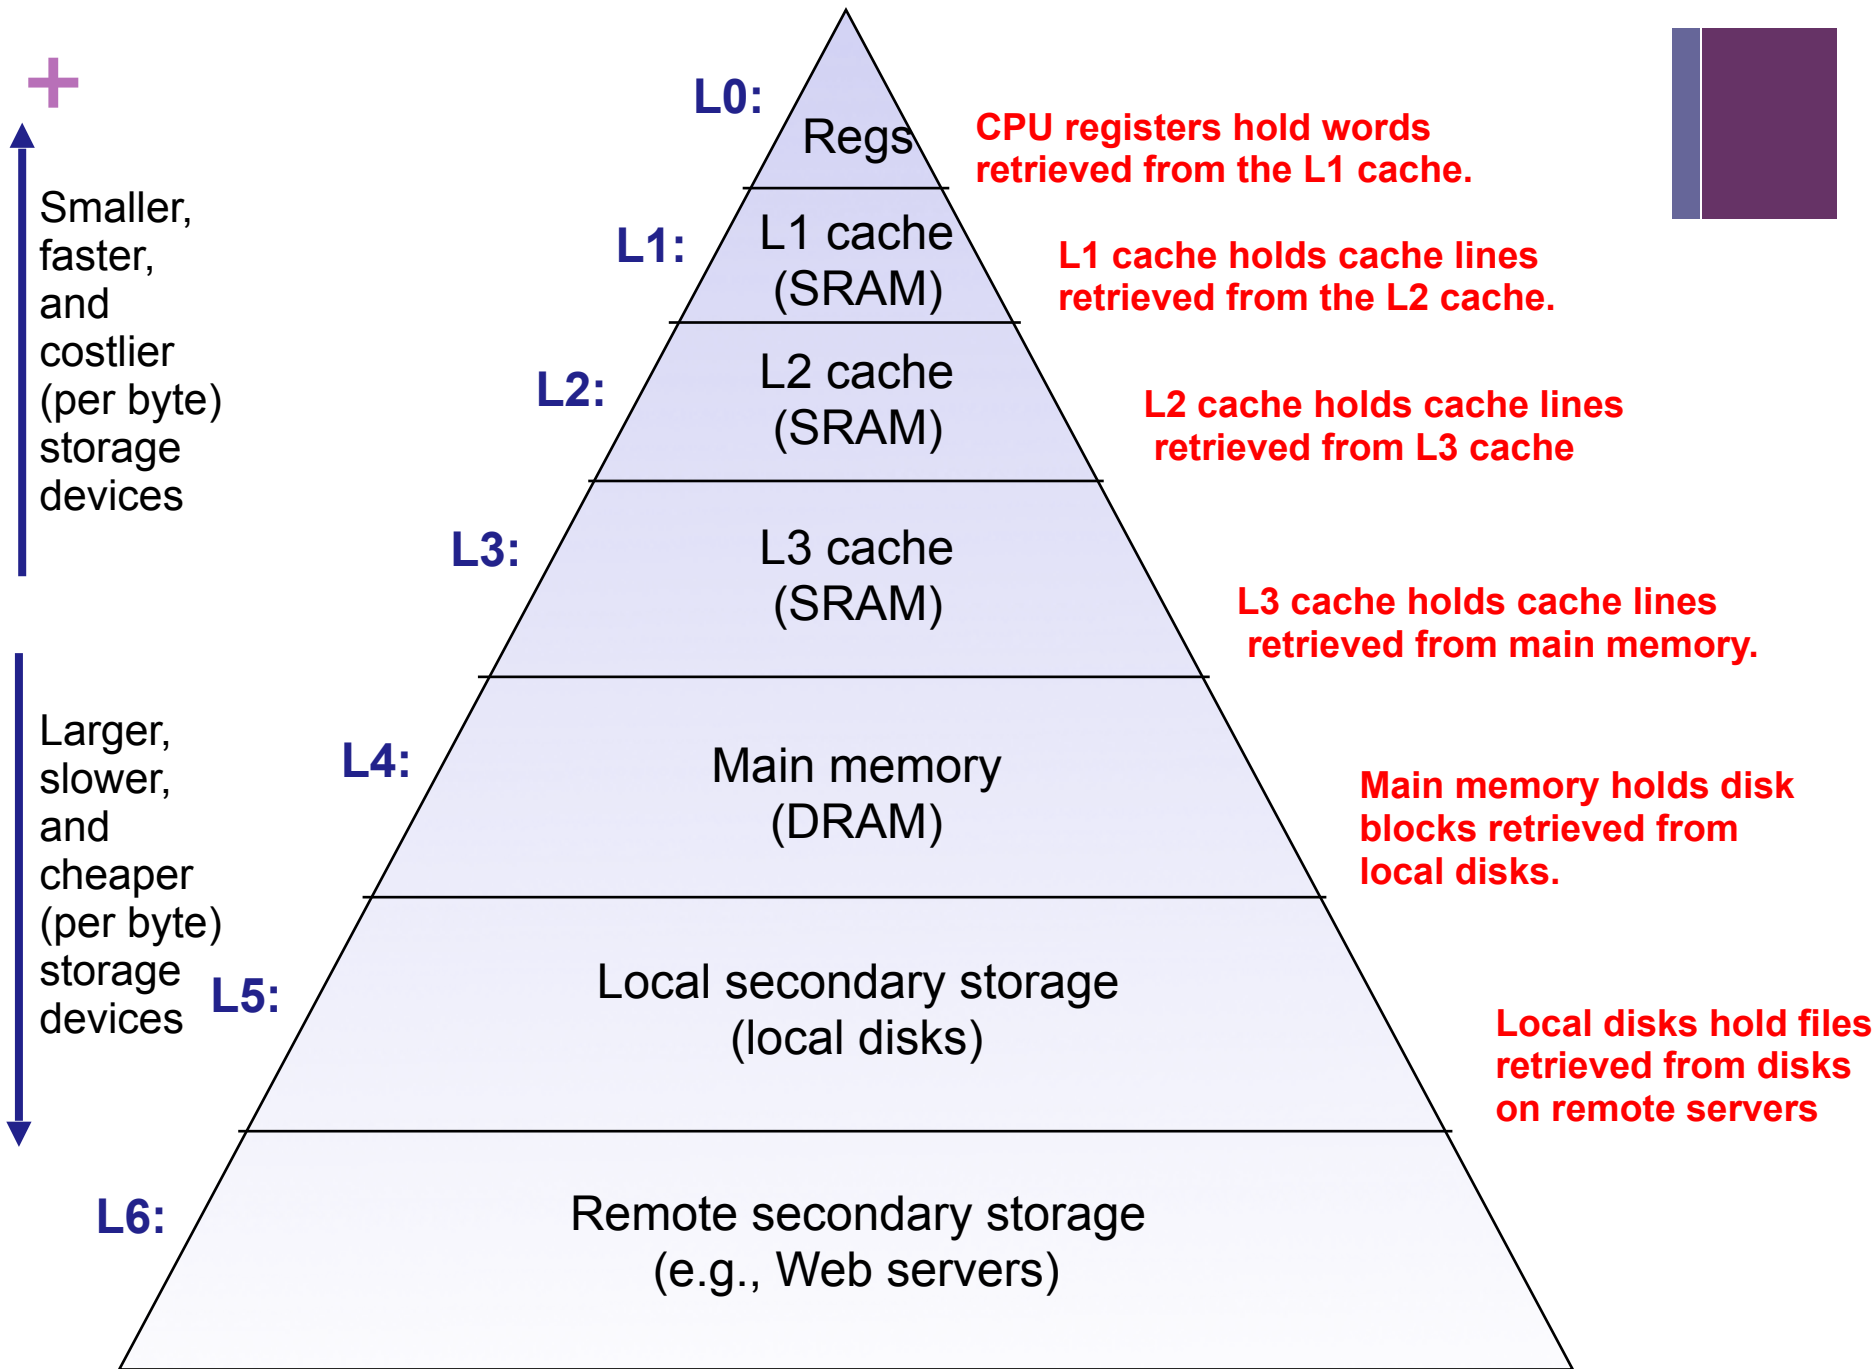 +
L0:
Regs
CPU registers hold words
retrieved from the L1 cache.
Smaller,
faster,
and
costlier
(per byte)
storage
devices
L1:
L1 cache
(SRAM)
L1 cache holds cache lines
retrieved from the L2 cache.
L2:
L2 cache
(SRAM)
L2 cache holds cache lines
retrieved from L3 cache
L3:
L3 cache
(SRAM)
L3 cache holds cache lines
retrieved from main memory.
Larger,
slower,
and
cheaper
(per byte)
storage
devices
L4:
Main memory
(DRAM)
Main memory holds disk
blocks retrieved from
local disks.
L5:
Local secondary storage
(local disks)
Local disks hold files
retrieved from disks
on remote servers
L6:
Remote secondary storage
(e.g., Web servers)